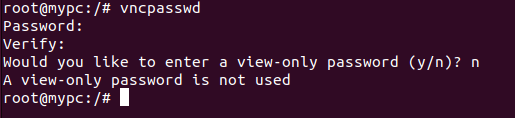 root@mypc:/# vncpasswd
Password:
Verify:
Would you like to enter a view-only password (y/n)? n
A view-only password is not used
root@mypc:/#